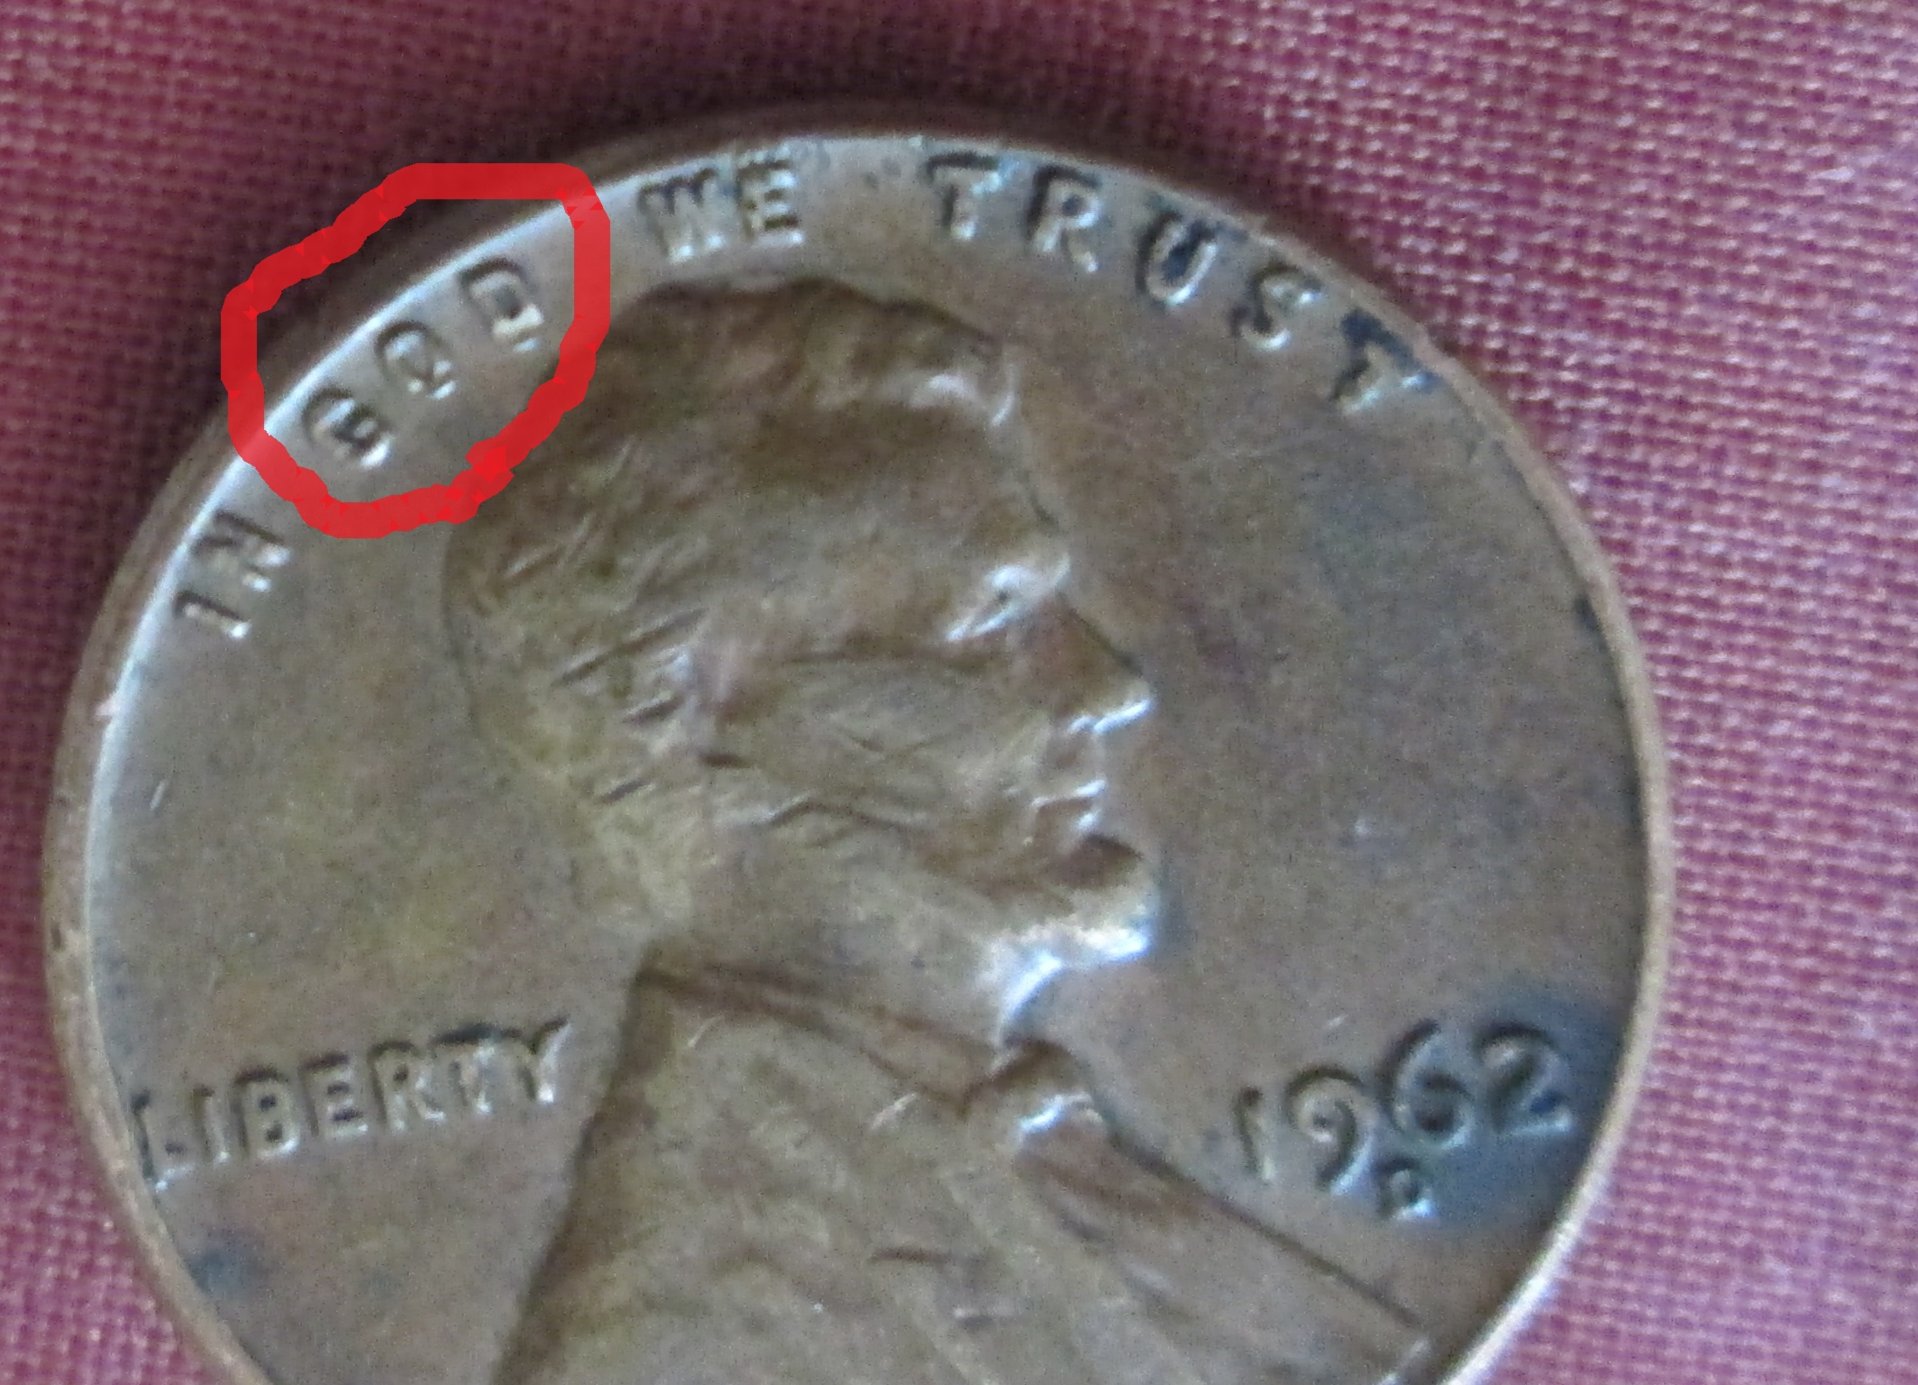 IN GOD WE TRUST
LIBERTY
1962
D